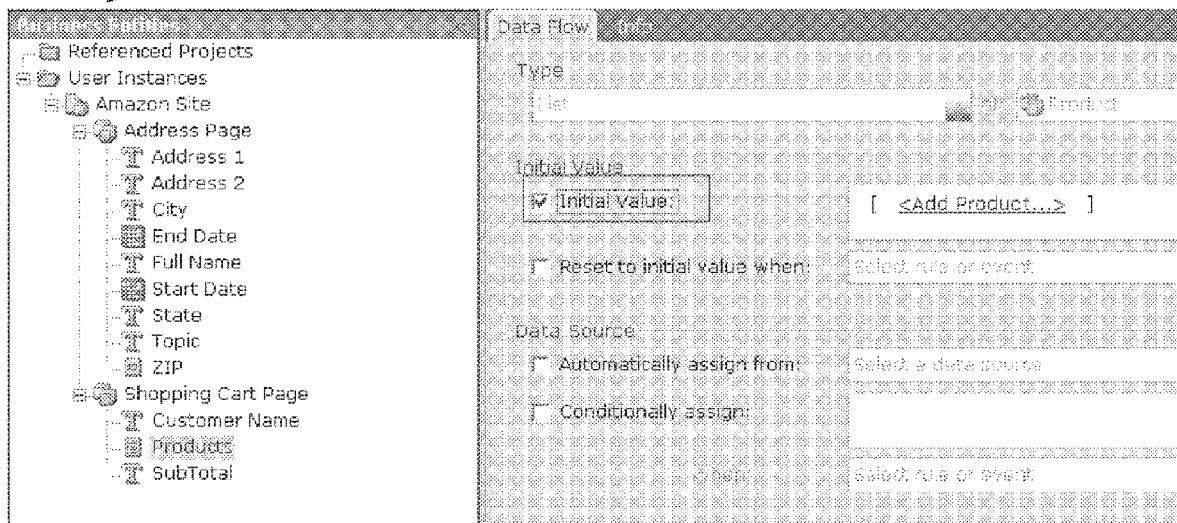 Business Entities
Referenced Projects
User Instances
Amazon Site
Address Page
Address 1
Address 2
City
End Date
Full Name
Start Date
State
Topic
ZIP
Shopping Cart Page
Customer Name
Products
SubTotal
Data Flow Info
Type
List Product
Initial Value
Initial Value: [ <Add Product...> ]
Reset to initial value when: Select rule or event
Data Source
Automatically assign from: Select a data source
Conditionally assign:
Select rule or event